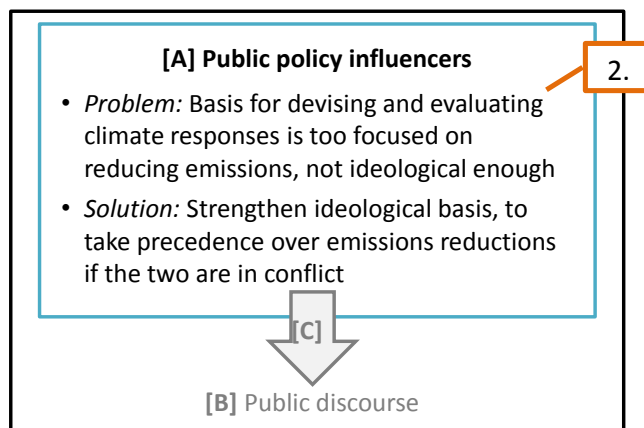 [A] Public policy influencers
2.
• Problem: Basis for devising and evaluating
climate responses is too focused on
reducing emissions, not ideological enough
• Solution: Strengthen ideological basis, to
take precedence over emissions reductions
if the two are in conflict
[C]
[B] Public discourse